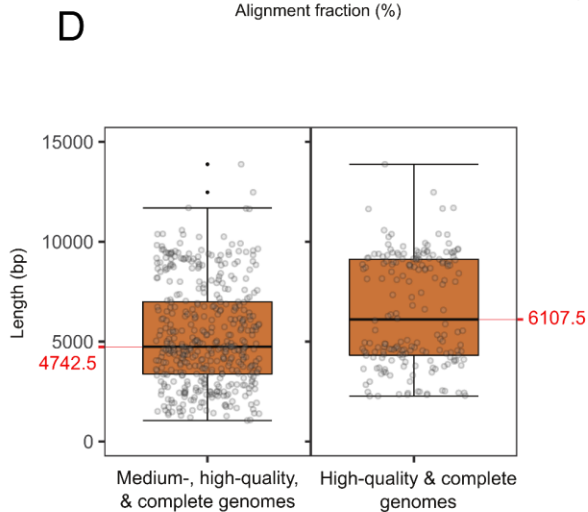 Alignment fraction (%)
D
15000
10000
5000
4742.5
0
Length (bp)
6107.5
Medium-, high-quality,
& complete genomes
High-quality & complete
genomes